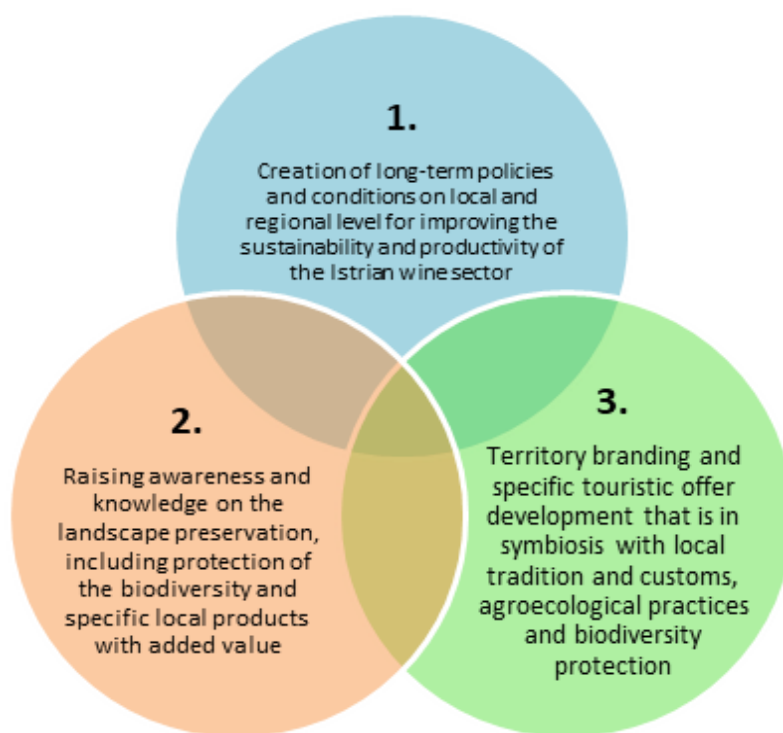 1.
Creation of long-term policies
and conditions on local and
regional level for improving the
sustainability and productivity of
the Istrian wine sector
2.
Raising awareness and
knowledge on the
landscape preservation,
including protection of
the biodiversity and
specific local products
with added value
3.
Territory branding and
specific touristic offer
development that is in
symbiosis with local
tradition and customs,
agroecological practices
and biodiversity
protection